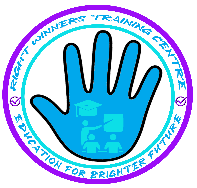 RIGHT WINNERS TRAINING CENTRE
EDUCATION FOR BRIGHTER FUTURE